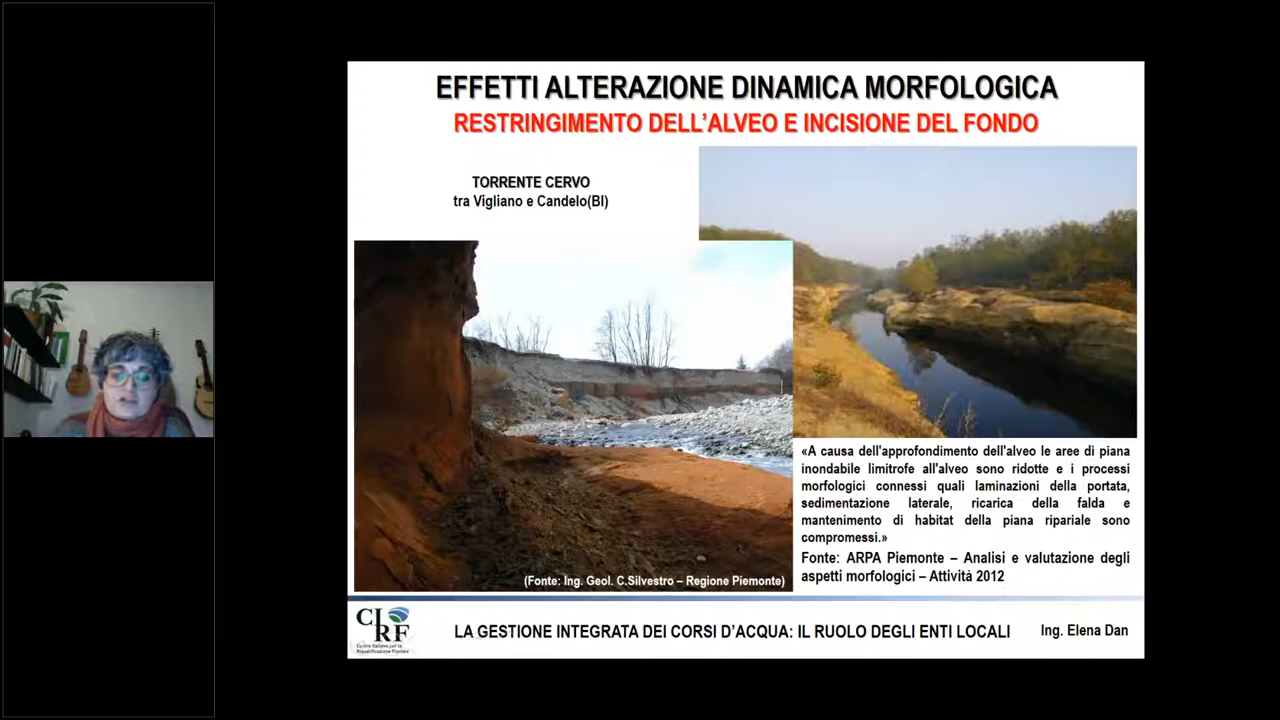 EFFETTI ALTERAZIONE DINAMICA MORFOLOGICA
RESTRINGIMENTO DELL'ALVEO E INCISIONE DEL FONDO
TORRENTE CERVO
tra Vigliano e Candelo(BI)
(Fonte: Ing. Geol. C.Silvestro – Regione Piemonte)
«A causa dell'approfondimento dell'alveo le aree di piana
inondabile limitrofe all'alveo sono ridotte e i processi
morfologici connessi quali laminazioni della portata,
sedimentazione laterale, ricarica della falda e
mantenimento di habitat della piana ripariale sono
compromessi.»
Fonte: ARPA Piemonte – Analisi e valutazione degli
aspetti morfologici – Attività 2012
CIRF
Centro Italiano per la
Riqualificazione Fluviale
LA GESTIONE INTEGRATA DEI CORSI D'ACQUA: IL RUOLO DEGLI ENTI LOCALI
Ing. Elena Dan